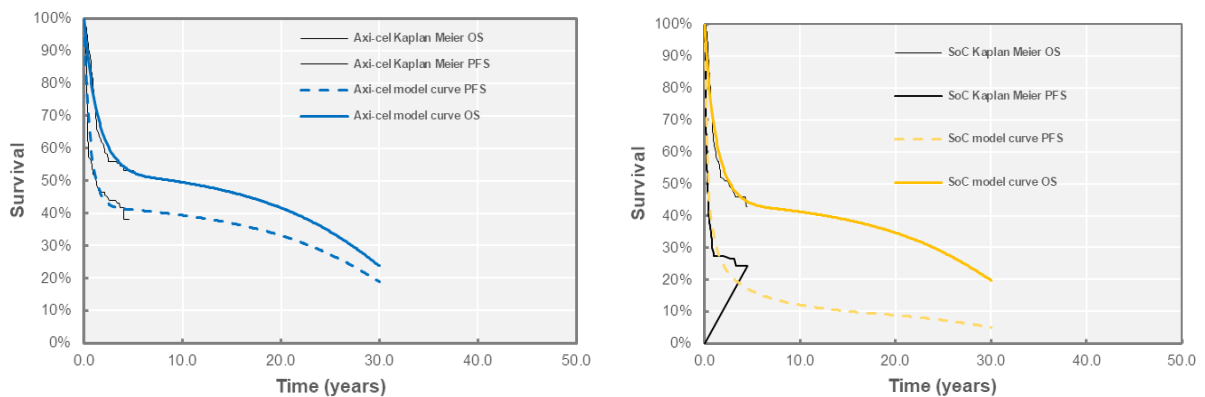 100%
90%
80%
70%
60%
50%
40%
30%
20%
10%
0%
Survival
Axi-cel Kaplan Meier OS
Axi-cel Kaplan Meier PFS
Axi-cel model curve PFS
Axi-cel model curve OS
0.0 10.0 20.0 30.0 40.0 50.0
Time (years)
100%
90%
80%
70%
60%
50%
40%
30%
20%
10%
0%
Survival
SoC Kaplan Meier OS
SoC Kaplan Meier PFS
SoC model curve PFS
SoC model curve OS
0.0 10.0 20.0 30.0 40.0 50.0
Time (years)